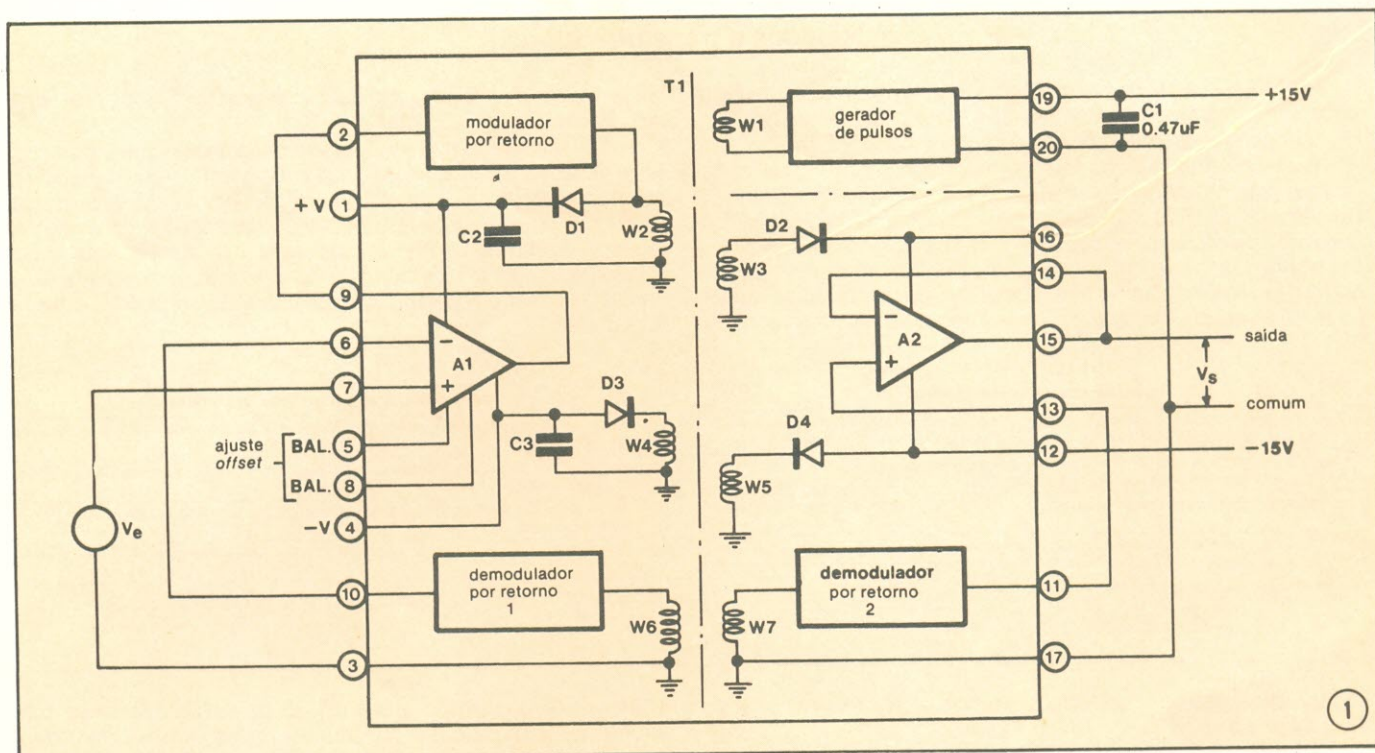 T1
modulador
por retorno
W1
gerador
de pulsos
19
+15V
C1
0.47uF
20
2
+V
1
C2
D1
W2
D2
16
W3
14
9
6
A1
−
+
7
A2
−
+
15
saída
Vs
comum
13
D3
D4
12
−15V
ajuste
offset
BAL.
5
BAL.
8
C3
W4
W5
−V
4
Ve
demodulador
por retorno
1
10
W6
W7
demodulador
por retorno
2
11
3
17
1